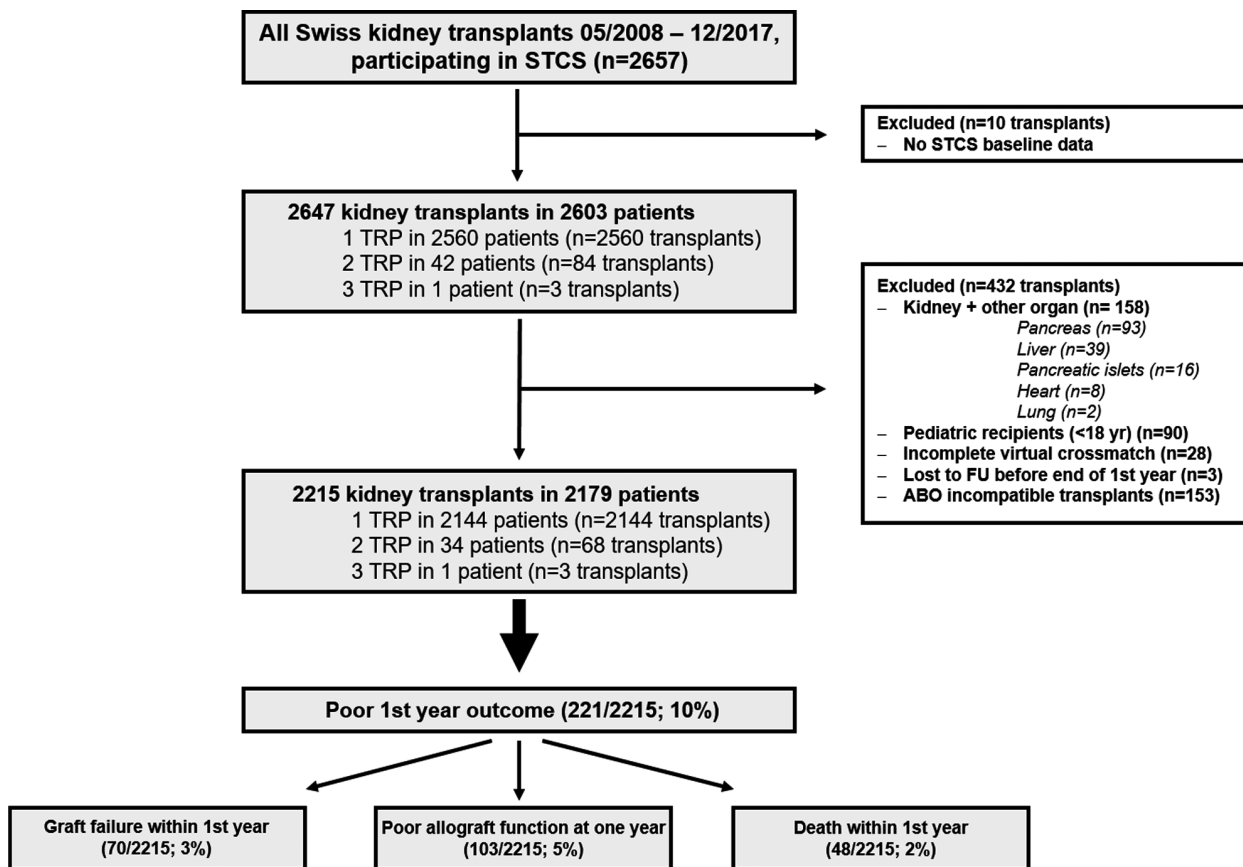 All Swiss kidney transplants 05/2008 – 12/2017,
participating in STCS (n=2657)
Excluded (n=10 transplants)
– No STCS baseline data
2647 kidney transplants in 2603 patients
1 TRP in 2560 patients (n=2560 transplants)
2 TRP in 42 patients (n=84 transplants)
3 TRP in 1 patient (n=3 transplants)
Excluded (n=432 transplants)
– Kidney + other organ (n= 158)
Pancreas (n=93)
Liver (n=39)
Pancreatic islets (n=16)
Heart (n=8)
Lung (n=2)
– Pediatric recipients (<18 yr) (n=90)
– Incomplete virtual crossmatch (n=28)
– Lost to FU before end of 1st year (n=3)
– ABO incompatible transplants (n=153)
2215 kidney transplants in 2179 patients
1 TRP in 2144 patients (n=2144 transplants)
2 TRP in 34 patients (n=68 transplants)
3 TRP in 1 patient (n=3 transplants)
Poor 1st year outcome (221/2215; 10%)
Graft failure within 1st year
(70/2215; 3%)
Poor allograft function at one year
(103/2215; 5%)
Death within 1st year
(48/2215; 2%)